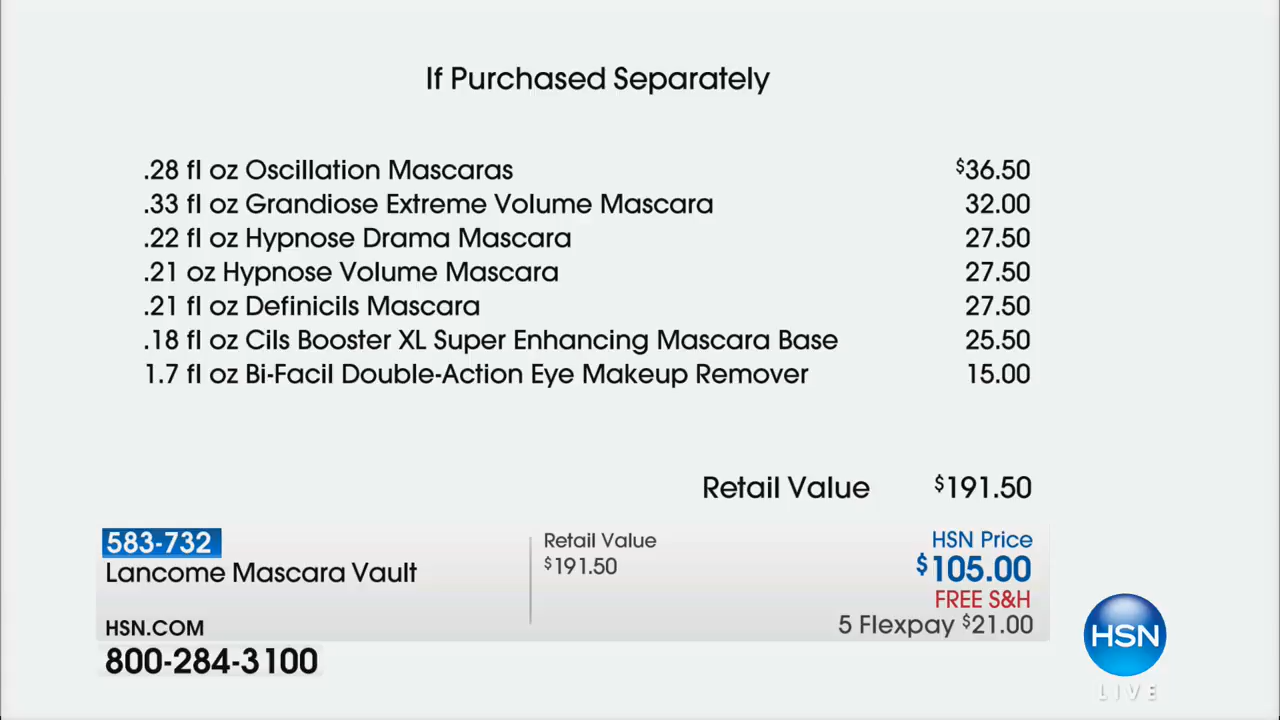 If Purchased Separately
.28 fl oz Oscillation Mascaras $36.50
.33 fl oz Grandiose Extreme Volume Mascara 32.00
.22 fl oz Hypnose Drama Mascara 27.50
.21 oz Hypnose Volume Mascara 27.50
.21 fl oz Definicils Mascara 27.50
.18 fl oz Cils Booster XL Super Enhancing Mascara Base 25.50
1.7 fl oz Bi-Facil Double-Action Eye Makeup Remover 15.00
Retail Value $191.50
583-732
Lancome Mascara Vault
HSN.COM
800-284-3100
Retail Value
$191.50
HSN Price
$105.00
FREE S&H
5 Flexpay $21.00
HSN
LIVE